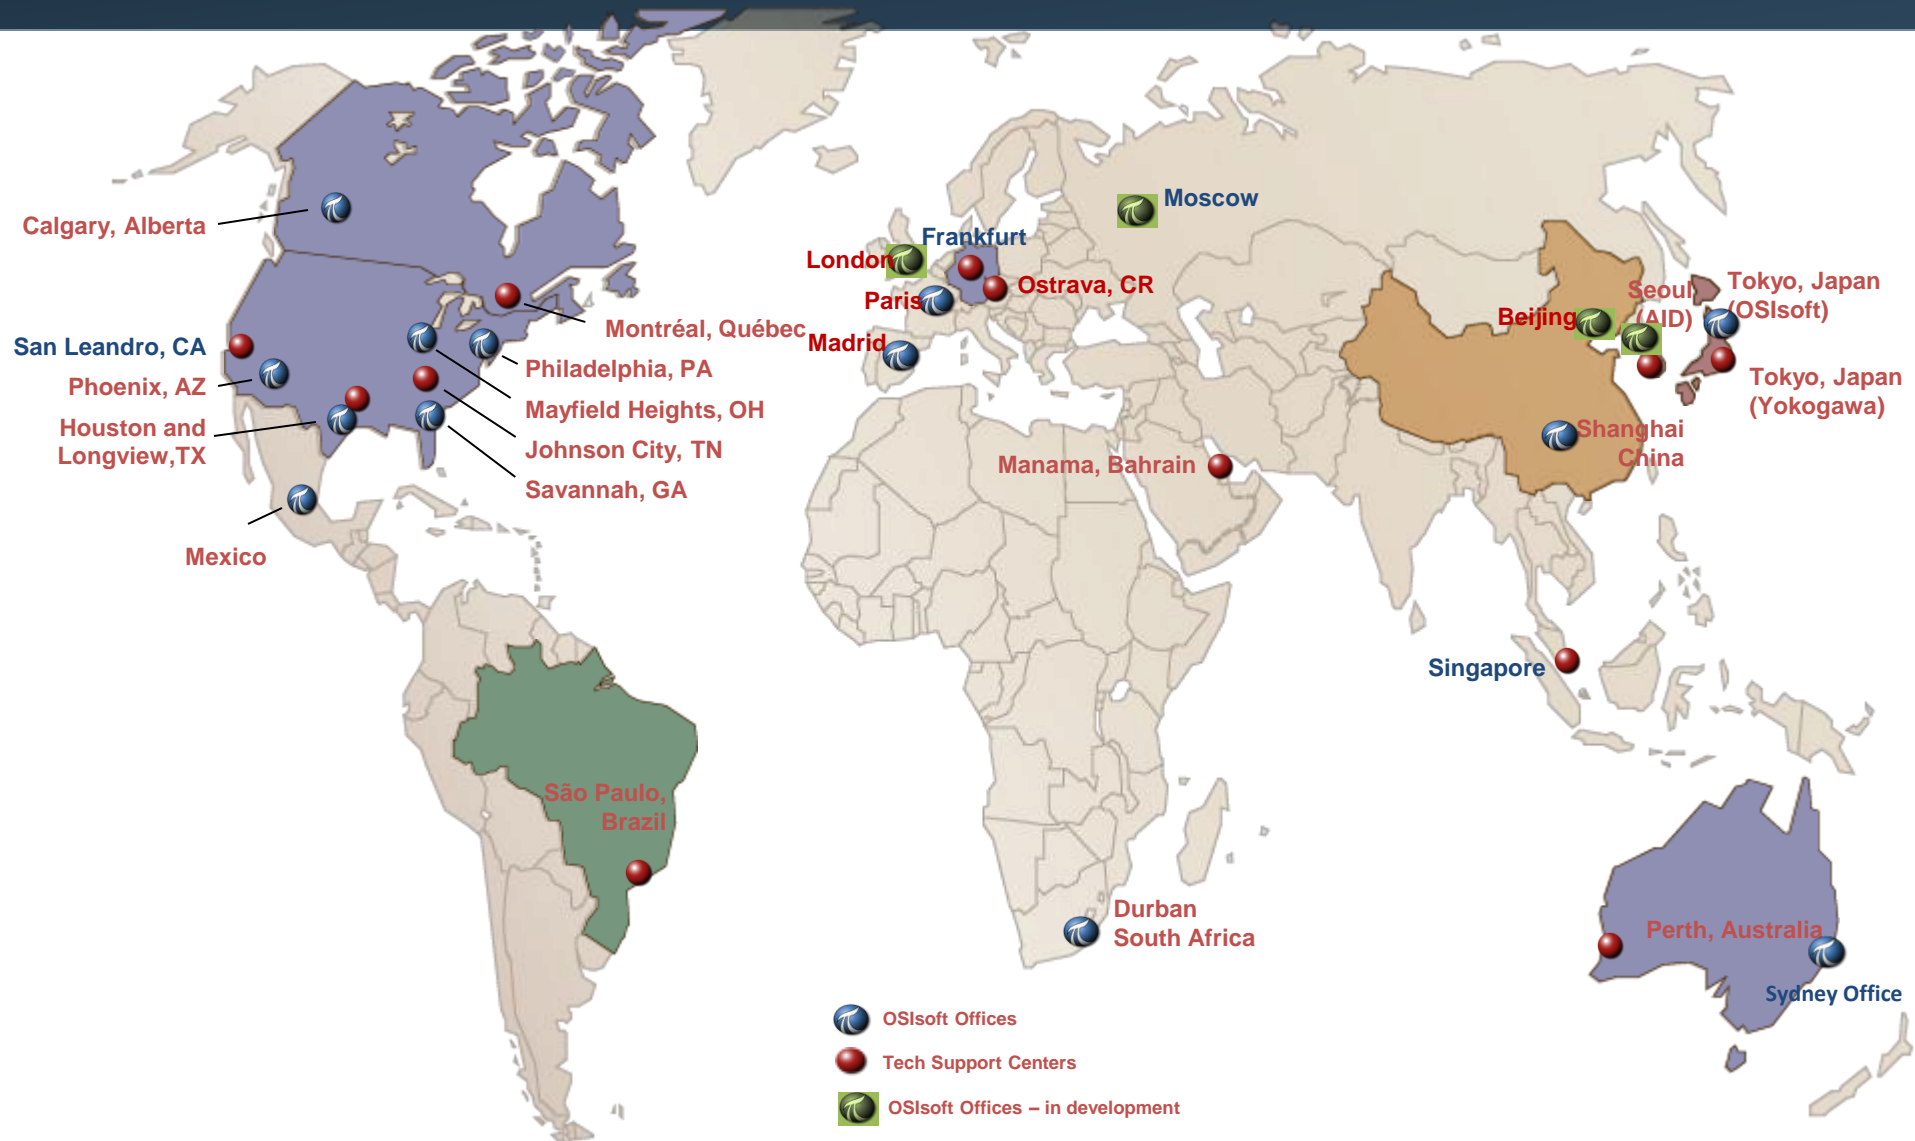 Calgary, Alberta
San Leandro, CA
Phoenix, AZ
Houston and
Longview,TX
Mexico
Montréal, Québec
Philadelphia, PA
Mayfield Heights, OH
Johnson City, TN
Savannah, GA
São Paulo,
Brazil
Moscow
Frankfurt
London
Ostrava, CR
Paris
Madrid
Manama, Bahrain
Durban
South Africa
Beijing
Seoul
(AID)
Tokyo, Japan
(OSIsoft)
Tokyo, Japan
(Yokogawa)
Shanghai
China
Singapore
Perth, Australia
Sydney Office
OSIsoft Offices
Tech Support Centers
OSIsoft Offices – in development